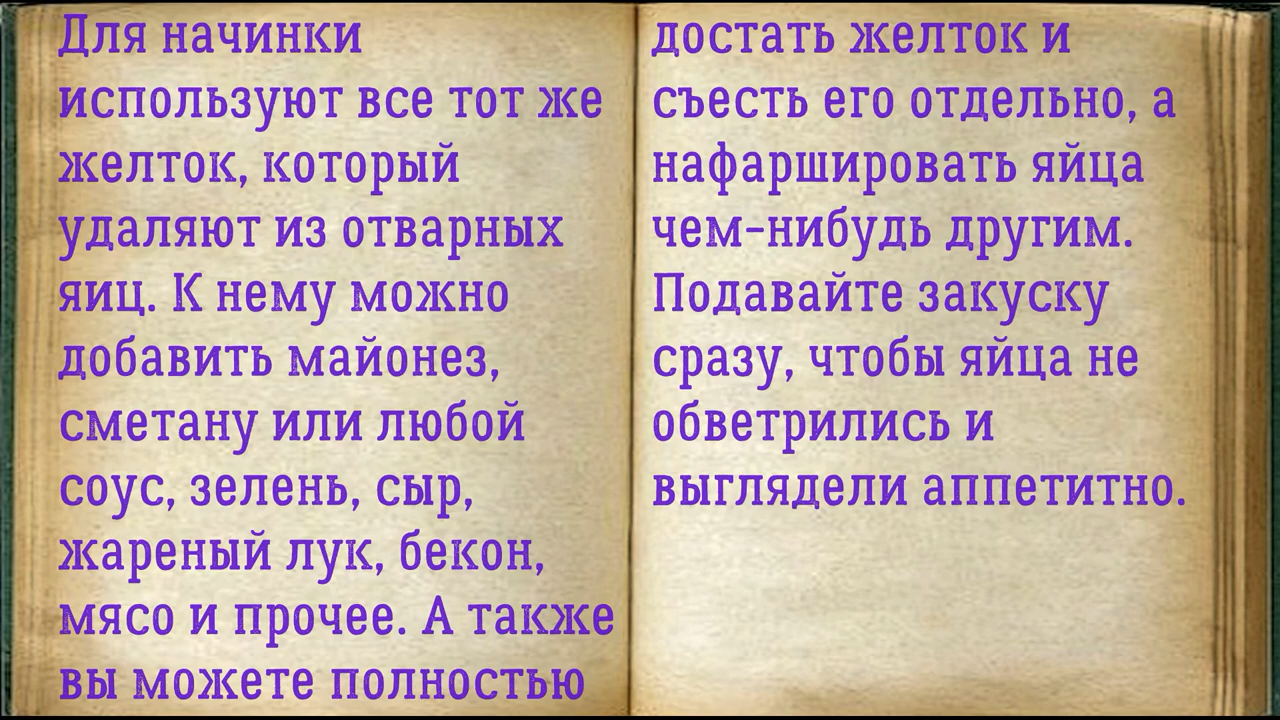 Для начинки
используют все тот же
желток, который
удаляют из отварных
яиц. К нему можно
добавить майонез,
сметану или любой
соус, зелень, сыр,
жареный лук, бекон,
мясо и прочее. А также
вы можете полностью
достать желток и
съесть его отдельно, а
нафаршировать яйца
чем-нибудь другим.
Подавайте закуску
сразу, чтобы яйца не
обветрились и
выглядели аппетитно.